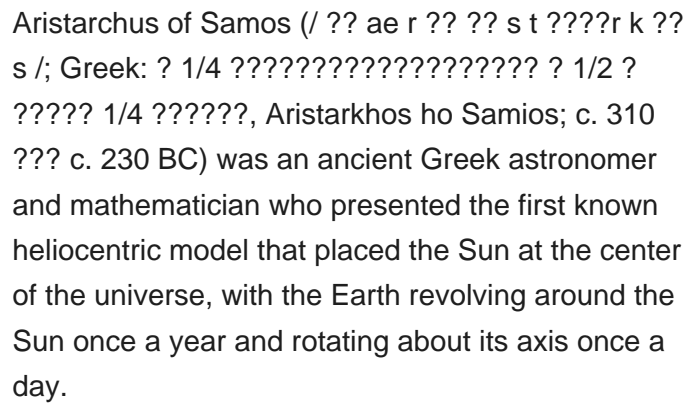 Aristarchus of Samos (/ ?? ae r ?? ?? s t ????r k ??
s /; Greek: ? 1/4 ??????????????????? ? 1/2 ?
????? 1/4 ??????, Aristarkhos ho Samios; c. 310
??? c. 230 BC) was an ancient Greek astronomer
and mathematician who presented the first known
heliocentric model that placed the Sun at the center
of the universe, with the Earth revolving around the
Sun once a year and rotating about its axis once a
day.